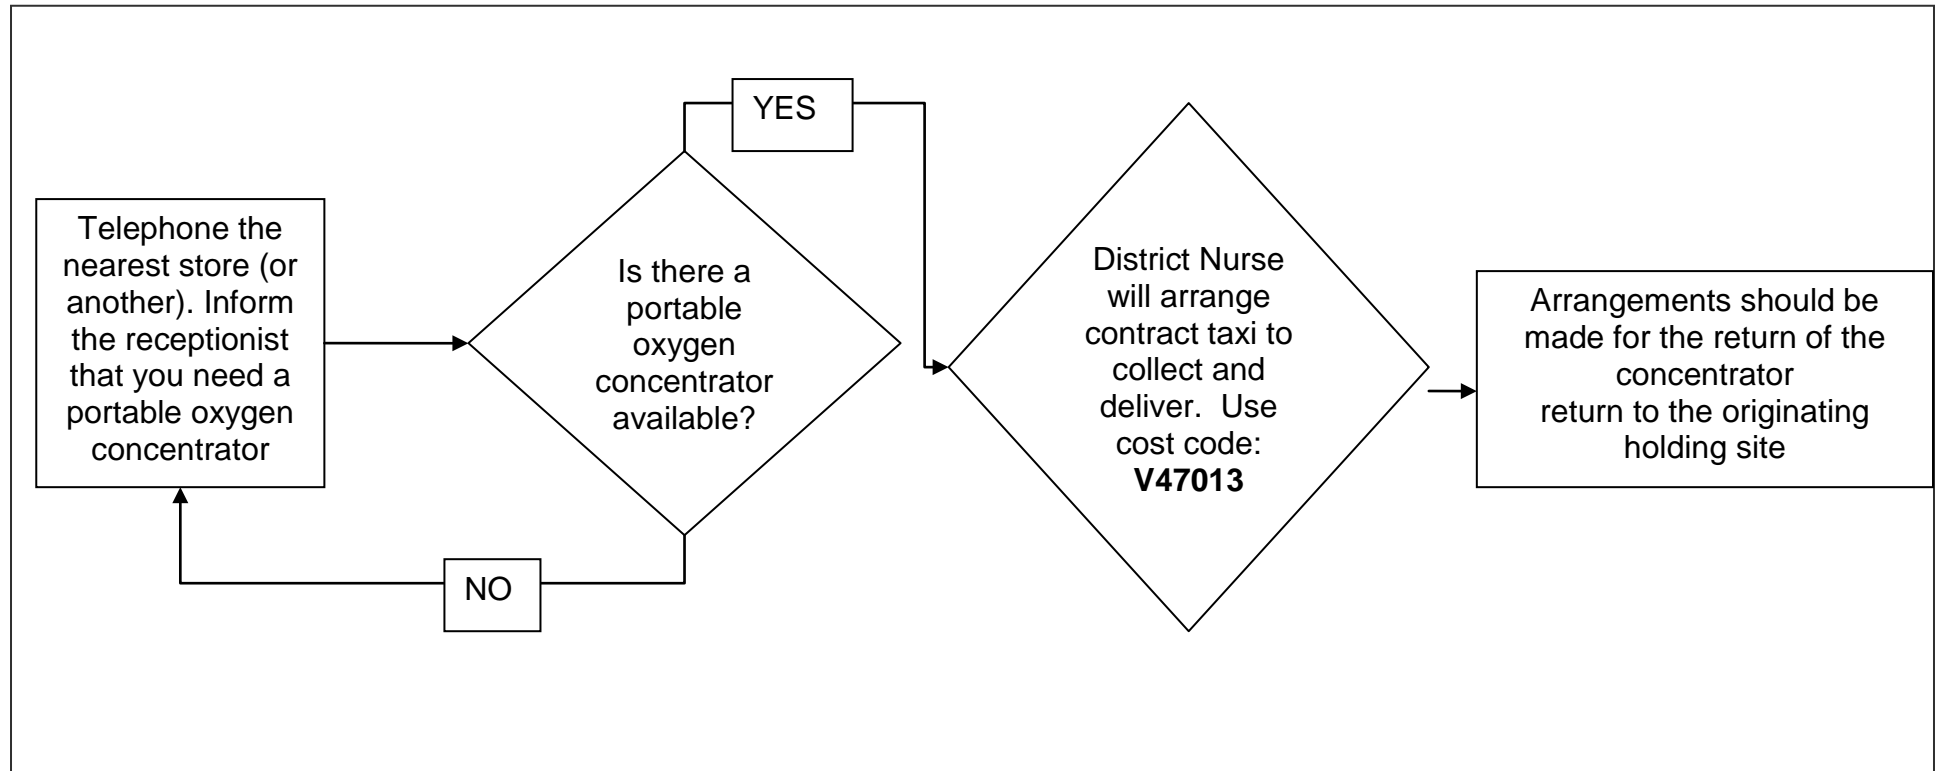 Telephone the
nearest store (or
another). Inform
the receptionist
that you need a
portable oxygen
concentrator
Is there a
portable
oxygen
concentrator
available?
YES
NO
District Nurse
will arrange
contract taxi to
collect and
deliver.  Use
cost code:
V47013
Arrangements should be
made for the return of the
concentrator
return to the originating
holding site